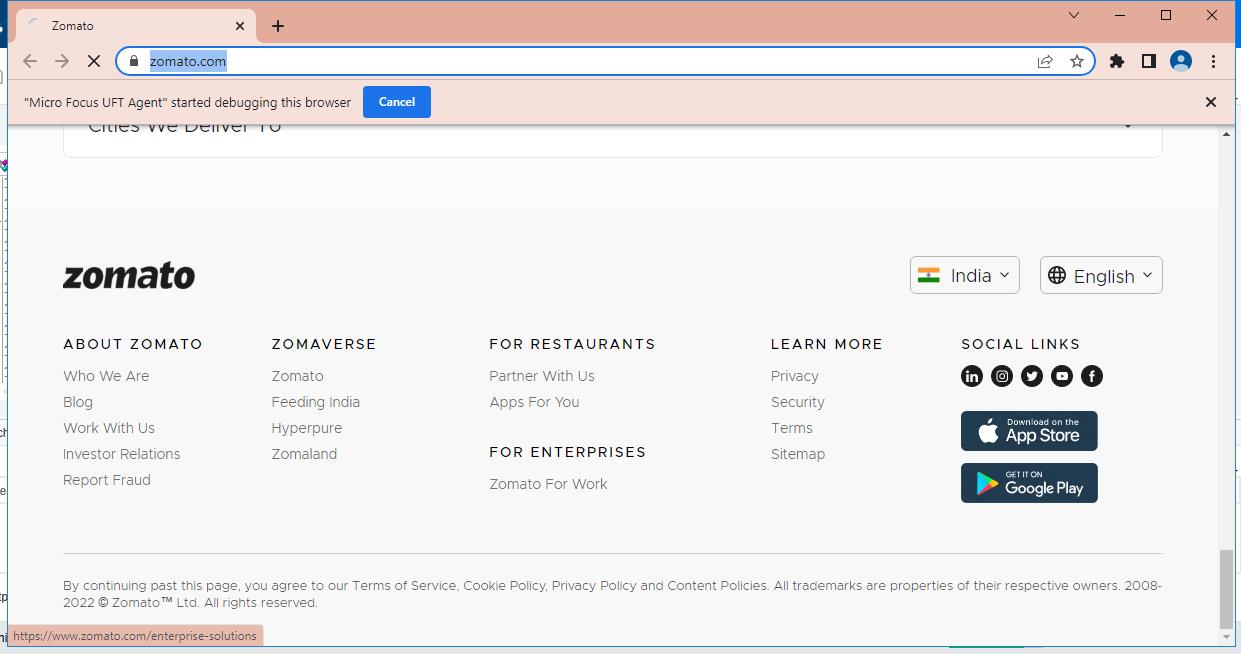 Zomato
zomato.com
"Micro Focus UFT Agent" started debugging this browser
Cancel
Cities We Deliver To
zomato
India
English
ABOUT ZOMATO
Who We Are
Blog
Work With Us
Investor Relations
Report Fraud
ZOMAVERSE
Zomato
Feeding India
Hyperpure
Zomaland
FOR RESTAURANTS
Partner With Us
Apps For You
FOR ENTERPRISES
Zomato For Work
LEARN MORE
Privacy
Security
Terms
Sitemap
SOCIAL LINKS
Download on the
App Store
GET IT ON
Google Play
By continuing past this page, you agree to our Terms of Service, Cookie Policy, Privacy Policy and Content Policies. All trademarks are properties of their respective owners. 2008-
2022 © Zomato™ Ltd. All rights reserved.
https://www.zomato.com/enterprise-solutions